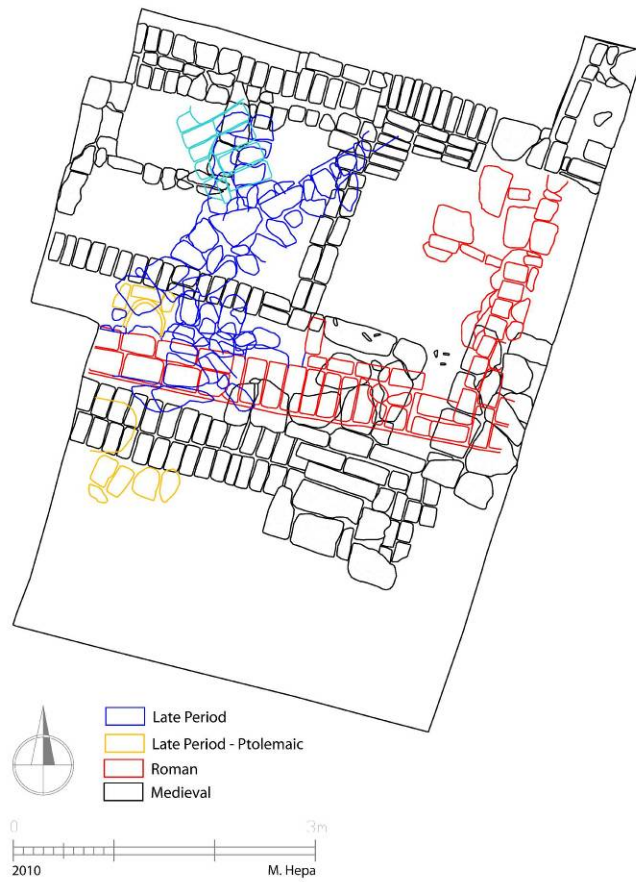 Late Period
Late Period - Ptolemaic
Roman
Medieval
0 3m
2010 M. Hepa